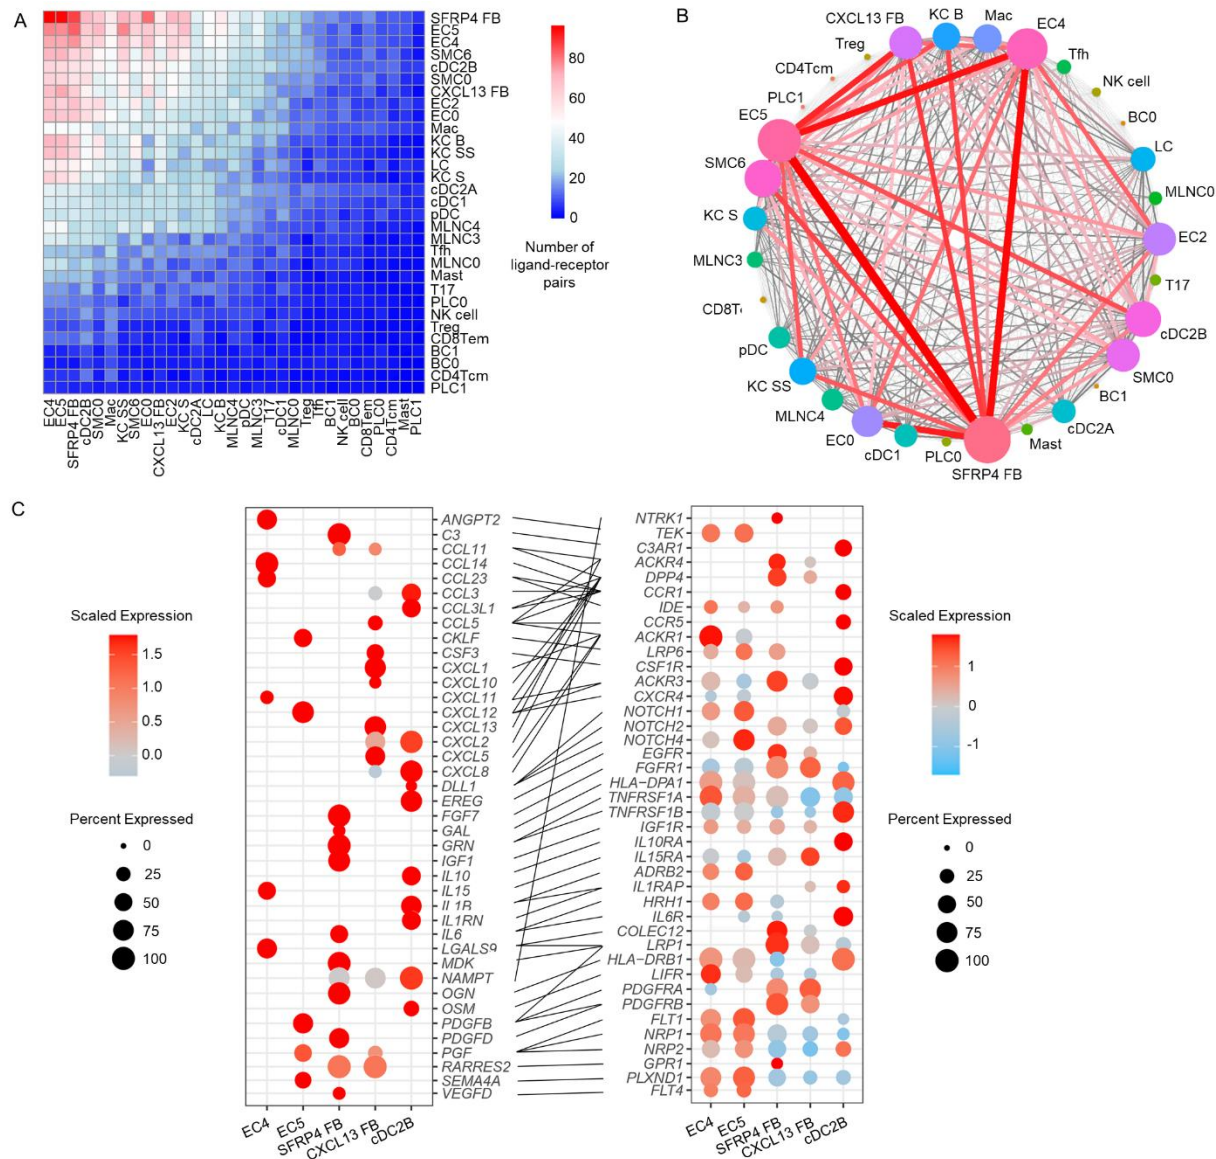 A
SFRP4 FB
EC5
EC4
SMC6
cDC2B
SMC0
CXCL13 FB
EC2
EC0
Mac
KC B
KC SS
LC
KC S
cDC2A
cDC1
pDC
MLNC4
MLNC3
Tfh
MLNC0
Mast
T17
PLC0
NK cell
Treg
CD8Tem
BC1
BC0
CD4Tcm
PLC1
EC4
EC5
SFRP4 FB
cDC2B
SMC0
Mac
KC SS
SMC6
EC0
CXCL13 FB
EC2
KC S
cDC2A
LC
KC B
MLNC4
pDC
MLNC3
T17
cDC1
MLNC0
Treg
Tfh
BC1
NK cell
BC0
CD8Tem
PLC0
CD4Tcm
Mast
PLC1
80
60
40
20
0
Number of
ligand-receptor
pairs
B
CXCL13 FB
KC B
Mac
EC4
Treg
Tfh
CD4Tcm
NK cell
PLC1
BC0
EC5
LC
SMC6
MLNC0
KC S
EC2
MLNC3
T17
CD8T
cDC2B
pDC
SMC0
KC SS
BC1
MLNC4
cDC2A
EC0
Mast
cDC1
PLC0
SFRP4 FB
C
Scaled Expression
1.5
1.0
0.5
0.0
Percent Expressed
0
25
50
75
100
ANGPT2
C3
CCL11
CCL14
CCL23
CCL3
CCL3L1
CCL5
CKLF
CSF3
CXCL1
CXCL10
CXCL11
CXCL12
CXCL13
CXCL2
CXCL5
CXCL8
DLL1
EREG
FGF7
GAL
GRN
IGF1
IL10
IL15
IL1B
IL1RN
IL6
LGALS9
MDK
NAMPT
OGN
OSM
PDGFB
PDGFD
PGF
RARRES2
SEMA4A
VEGFD
EC4
EC5
SFRP4 FB
CXCL13 FB
cDC2B
NTRK1
TEK
C3AR1
ACKR4
DPP4
CCR1
IDE
CCR5
ACKR1
LRP6
CSF1R
ACKR3
CXCR4
NOTCH1
NOTCH2
NOTCH4
EGFR
FGFR1
HLA−DPA1
TNFRSF1A
TNFRSF1B
IGF1R
IL10RA
IL15RA
ADRB2
IL1RAP
HRH1
IL6R
COLEC12
LRP1
HLA−DRB1
LIFR
PDGFRA
PDGFRB
FLT1
NRP1
NRP2
GPR1
PLXND1
FLT4
EC4
EC5
SFRP4 FB
CXCL13 FB
cDC2B
Scaled Expression
1
0
-1
Percent Expressed
0
25
50
75
100